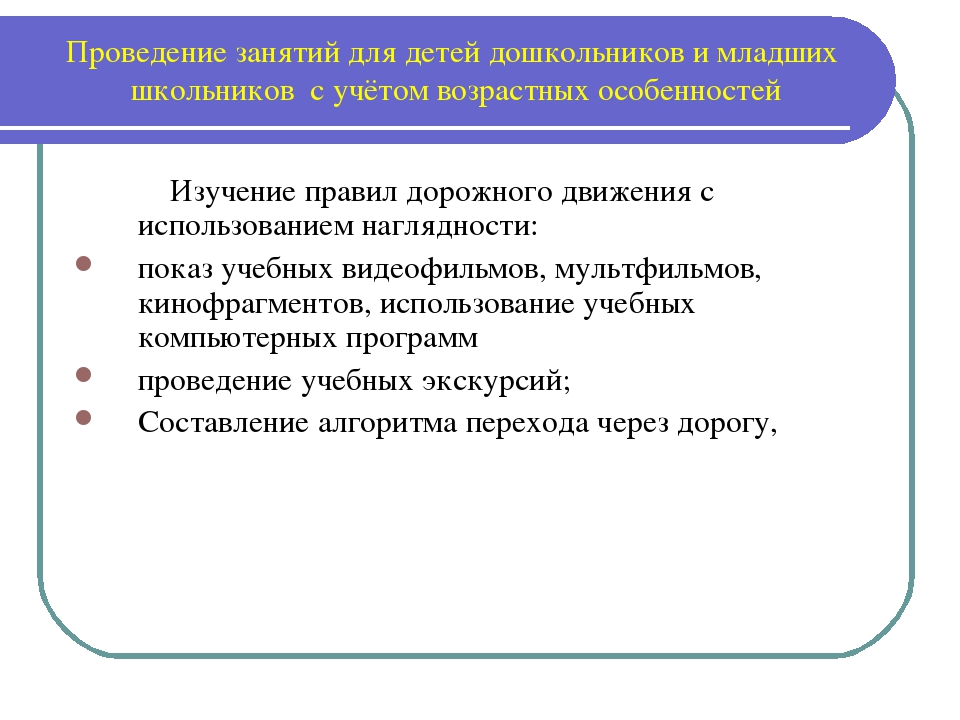 Проведение занятий для детей дошкольников и младших
школьников с учётом возрастных особенностей
Изучение правил дорожного движения с
использованием наглядности:
показ учебных видеофильмов, мультфильмов,
кинофрагментов, использование учебных
компьютерных программ
проведение учебных экскурсий;
Составление алгоритма перехода через дорогу,